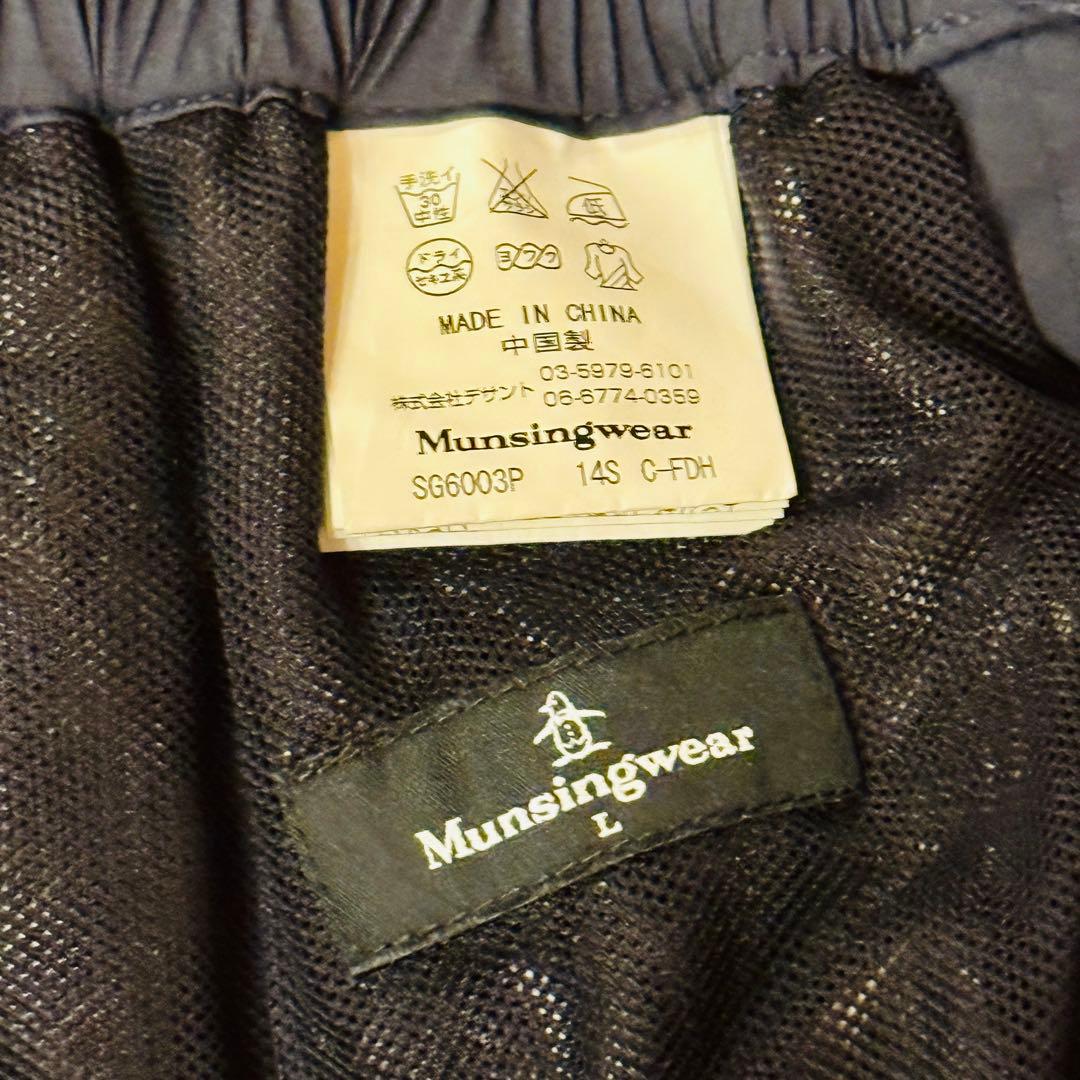 手洗イ
30
中性
低
ドライ
セキユ系
ヨワク
MADE IN CHINA
中国製
03-5979-6101
株式会社デサント 06-6774-0359
Munsingwear
SG6003P 14S C-FDH
Munsingwear
L